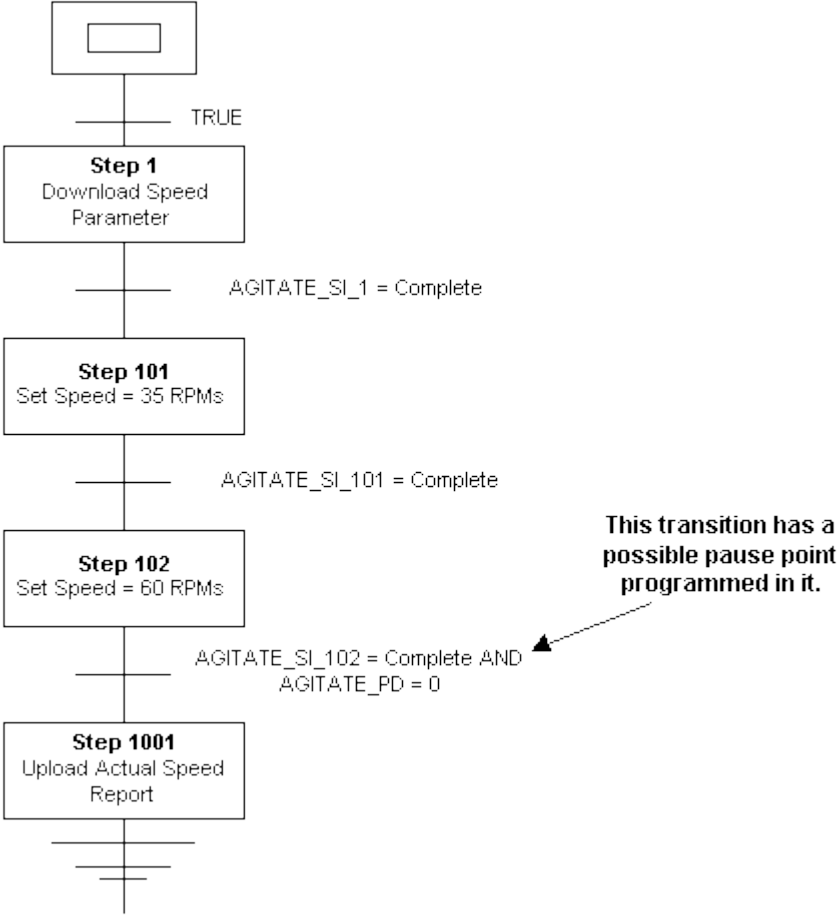 TRUE
Step 1
Download Speed
Parameter
AGITATE_SI_1 = Complete
Step 101
Set Speed = 35 RPMs
AGITATE_SI_101 = Complete
Step 102
Set Speed = 60 RPMs
This transition has a
possible pause point
programmed in it.
AGITATE_SI_102 = Complete AND
AGITATE_PD = 0
Step 1001
Upload Actual Speed
Report